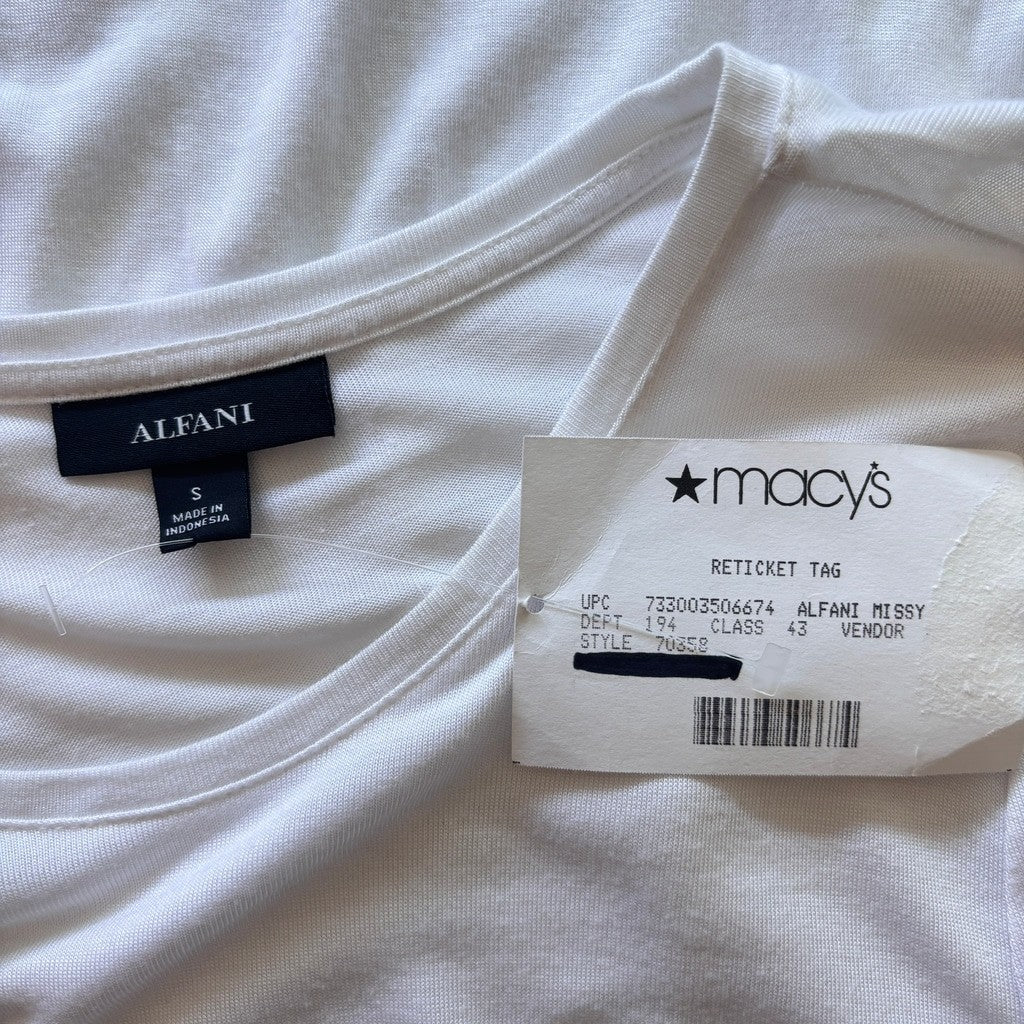 ALFANI
S
MADE IN
INDONESIA
macy's
RETICKET TAG
UPC 733003506674 ALFANI MISSY
DEPT 194 CLASS 43 VENDOR
STYLE 70358